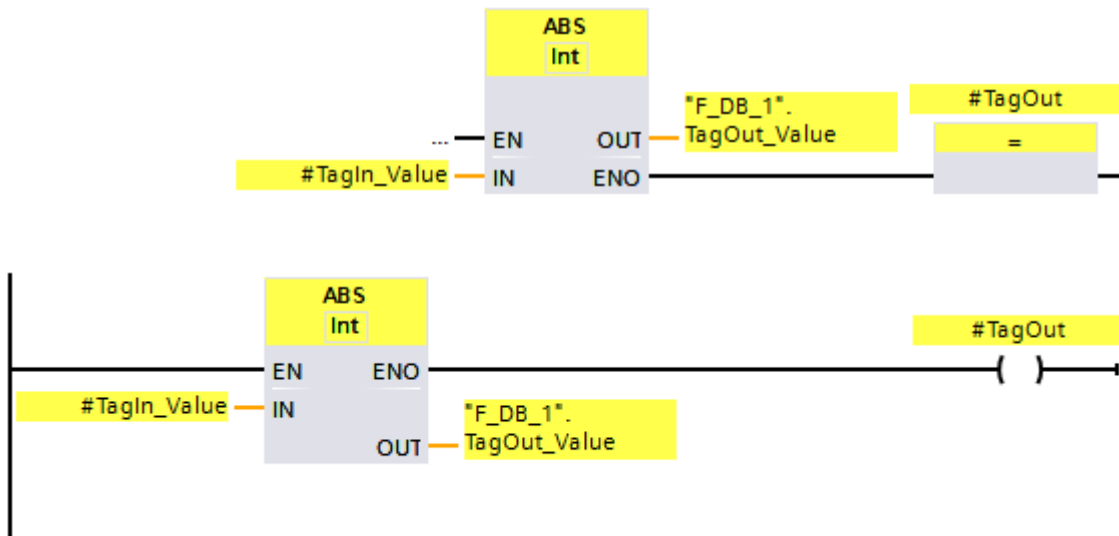 ABS
Int
"F_DB_1".
TagOut_Value
#TagOut
... EN OUT =
#TagIn_Value IN ENO
ABS
Int
#TagOut
EN ENO ( )
#TagIn_Value IN
"F_DB_1".
TagOut_Value
OUT